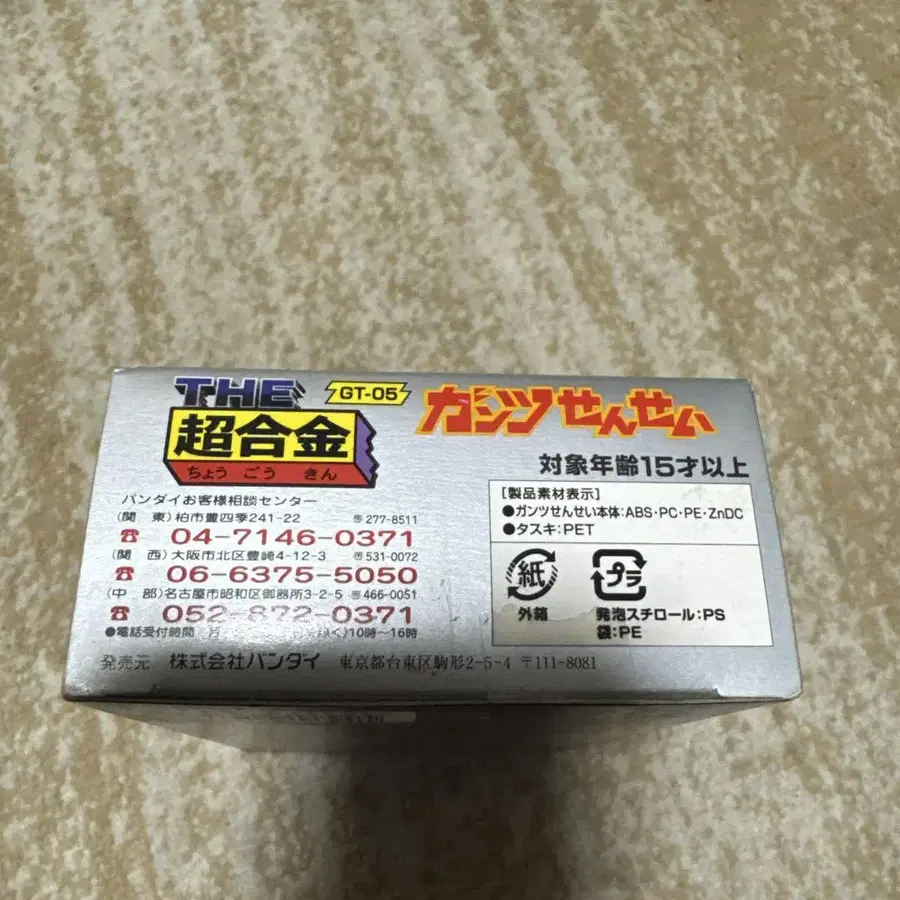 THE
超合金
ちょうごうきん
GT-05
ガンツせんせい
対象年齢15才以上
バンダイお客様相談センター
(関 東)柏市豊四季241-22 〒277-8511
☎ 04-7146-0371
(関 西)大阪市北区豊崎4-12-3 〒531-0072
☎ 06-6375-5050
(中 部)名古屋市昭和区御器所3-2-5 〒466-0051
☎ 052-872-0371
●電話受付時間 月 く)10時〜16時
発売元 株式会社バンダイ 東京都台東区駒形2-5-4 〒111-8081
[製品素材表示]
●ガンツせんせい本体:ABS・PC・PE・ZnDC
●タスキ:PET
紙
外箱
プラ
発泡スチロール:PS
袋:PE